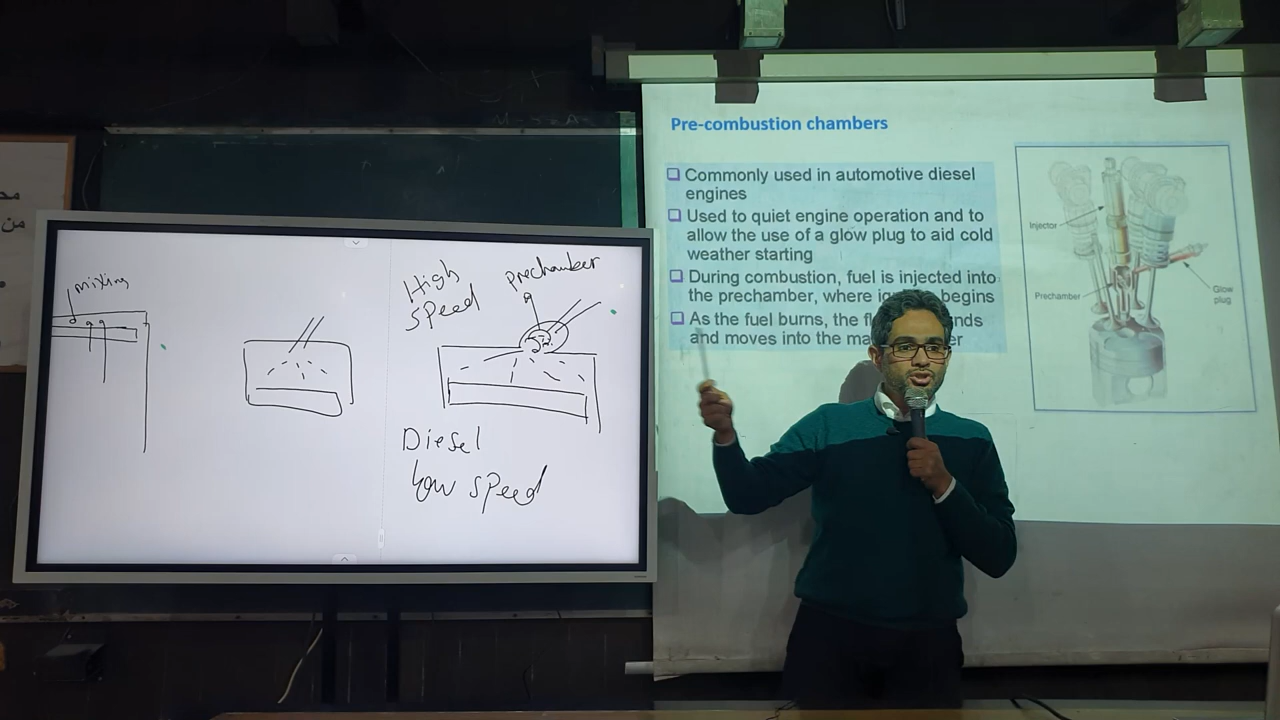 محـ
من
Pre-combustion chambers
Commonly used in automotive diesel
engines
Used to quiet engine operation and to
allow the use of a glow plug to aid cold
weather starting
During combustion, fuel is injected into
the prechamber, where begins
As the fuel burns, the
and moves into the
Injector
Prechamber
Glow
plug
mixing
High
speed
prechamber
Diesel
low speed